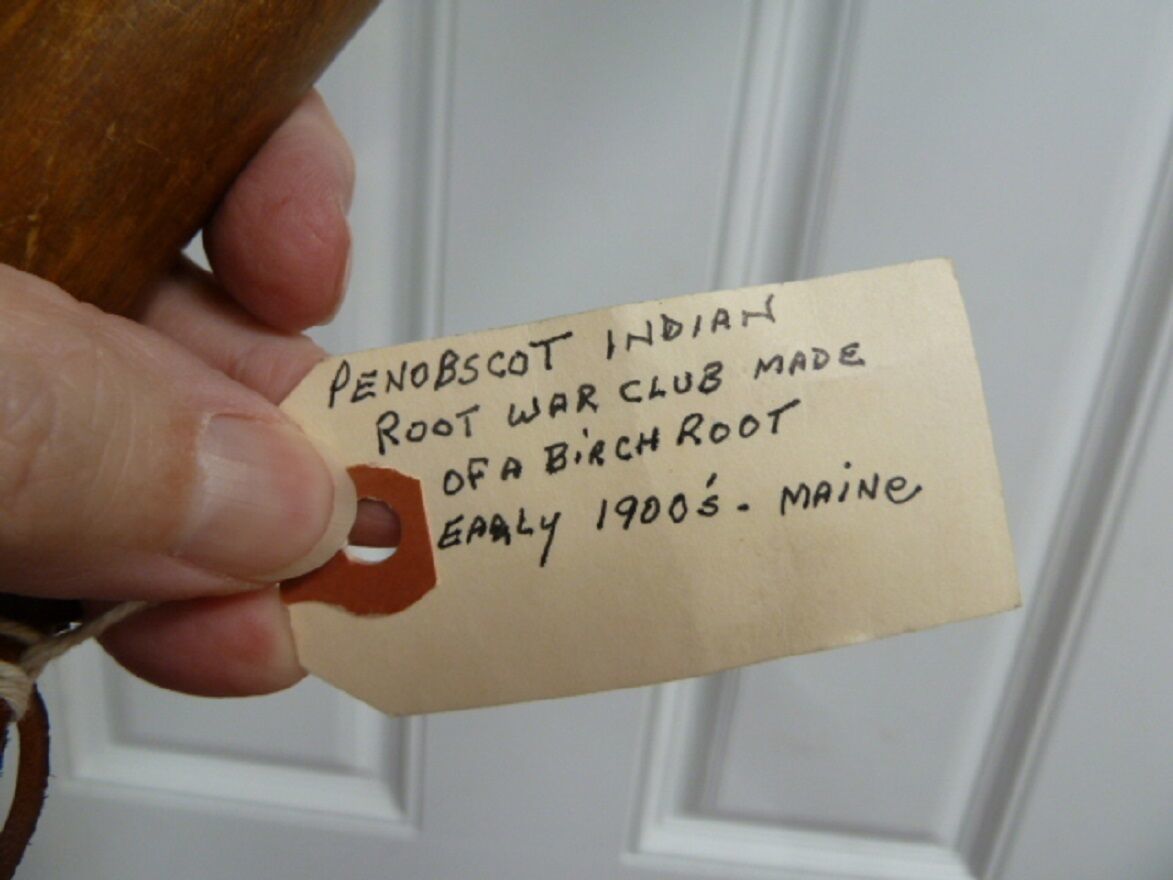 PENOBSCOT INDIAN
ROOT WAR CLUB MADE
OF A BiRCH ROOT
EARLy 1900's. MAiNe